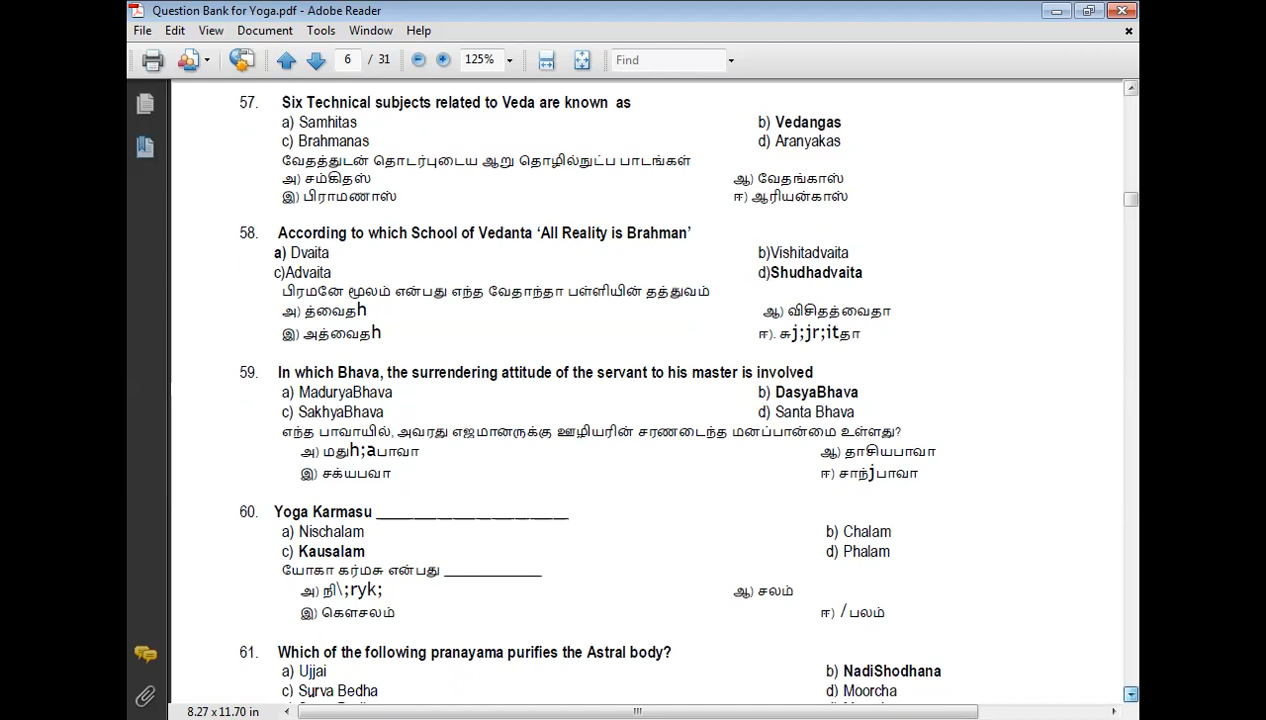 Question Bank for Yoga.pdf - Adobe Reader
File Edit View Document Tools Window Help
6 / 31 125% Find
57. Six Technical subjects related to Veda are known as
a) Samhitas b) Vedangas
c) Brahmanas d) Aranyakas
வேதத்துடன் தொடர்புடைய ஆறு தொழில்நுட்ப பாடங்கள்
அ) சம்கிதஸ் ஆ) வேதங்காஸ்
இ) பிராமணாஸ் ஈ) ஆரியன்காஸ்
58. According to which School of Vedanta ‘All Reality is Brahman’
a) Dvaita b)Vishitadvaita
c)Advaita d)Shudhadvaita
பிரமனே மூலம் என்பது எந்த வேதாந்தா பள்ளியின் தத்துவம்
அ) த்வைதh ஆ) விசிதத்வைதா
இ) அத்வைதh ஈ). சுj;jr;itதா
59. In which Bhava, the surrendering attitude of the servant to his master is involved
a) MaduryaBhava b) DasyaBhava
c) SakhyaBhava d) Santa Bhava
எந்த பாவாயில், அவரது எஜமானருக்கு ஊழியரின் சரணடைந்த மனப்பான்மை உள்ளது?
அ) மதுh;aபாவா ஆ) தாசியபாவா
இ) சக்யபவா ஈ) சாந்jபாவா
60. Yoga Karmasu ____________________
a) Nischalam b) Chalam
c) Kausalam d) Phalam
யோகா கர்மசு என்பது ____________
அ) நி\;ryk; ஆ) சலம்
இ) கௌசலம் ஈ) /பலம்
61. Which of the following pranayama purifies the Astral body?
a) Ujjai b) NadiShodhana
c) Surya Bedha d) Moorcha
8.27 x 11.70 in